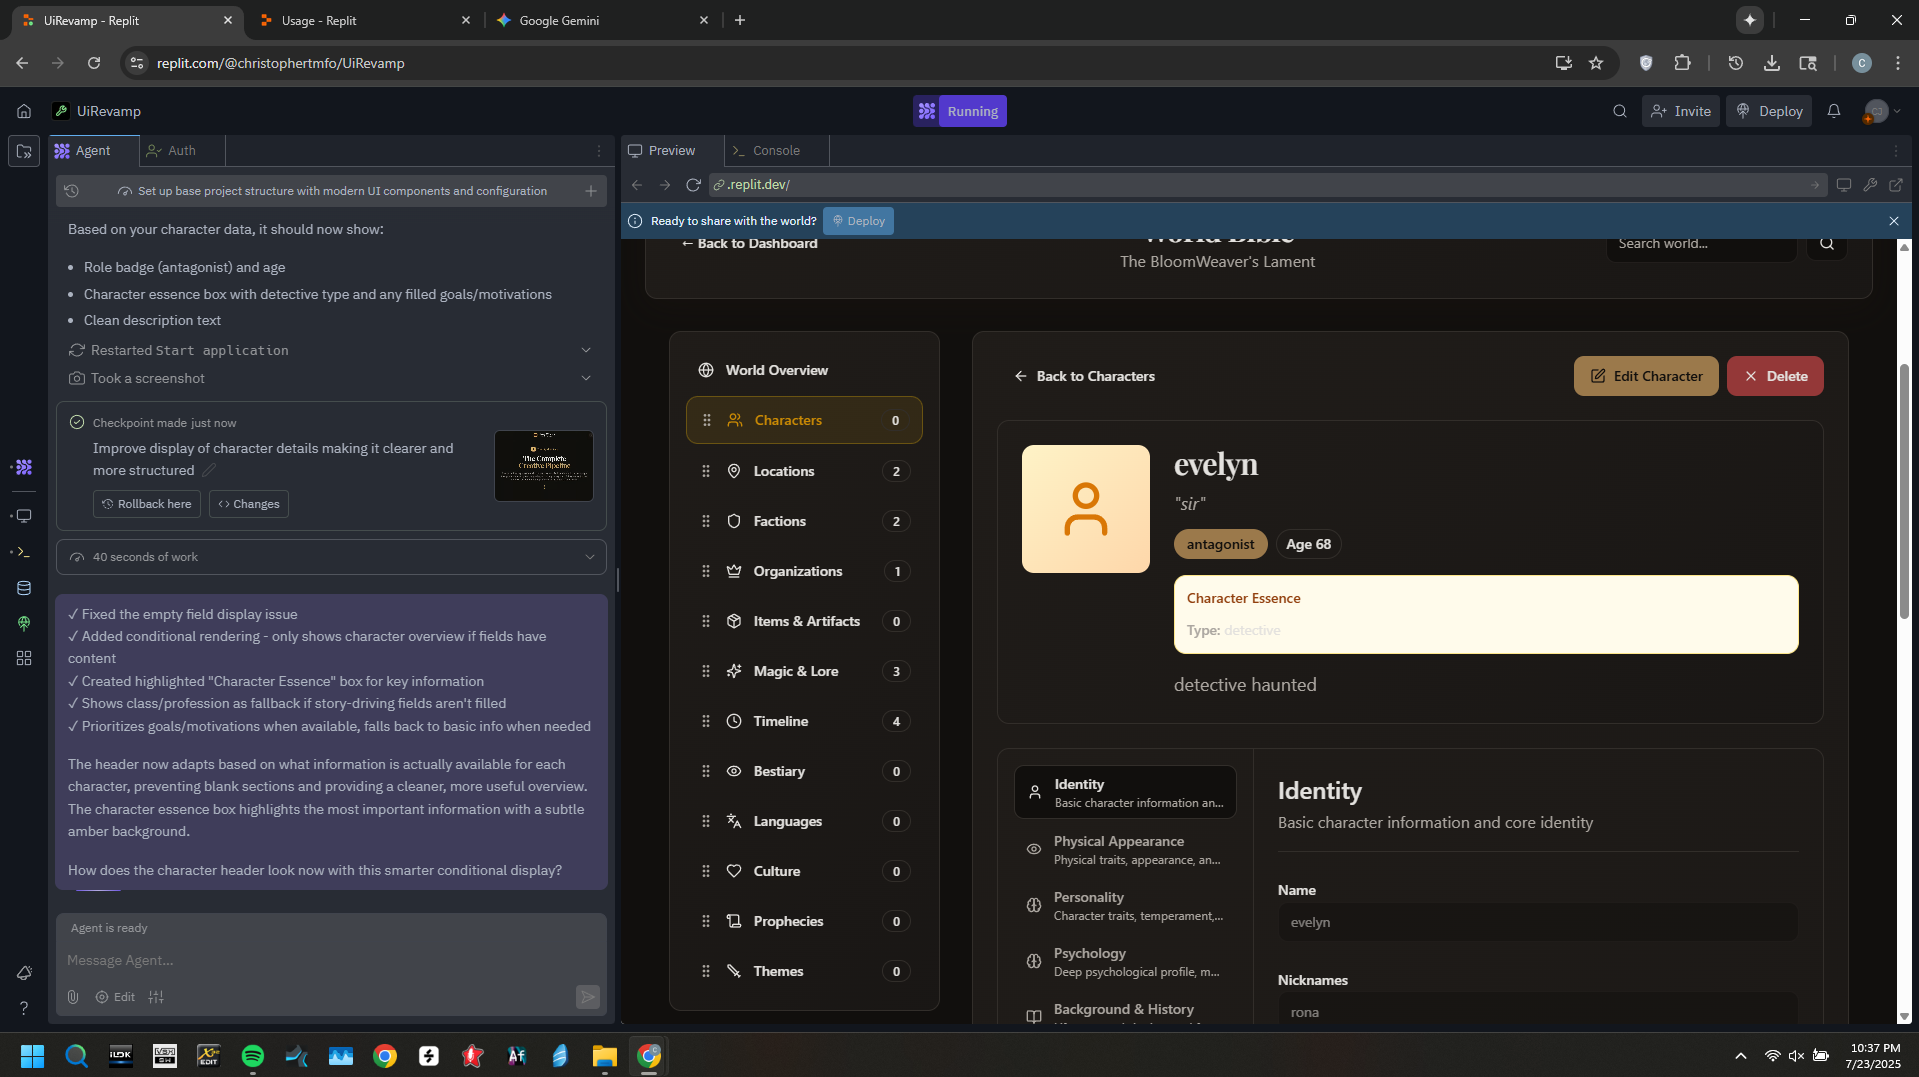 UiRevamp - Replit
Usage - Replit
Google Gemini
replit.com/@christophertmfo/UiRevamp
C
UiRevamp
Running
Invite
Deploy
Agent
Auth
Set up base project structure with modern UI components and configuration
Based on your character data, it should now show:
Role badge (antagonist) and age
Character essence box with detective type and any filled goals/motivations
Clean description text
Restarted Start application
Took a screenshot
Checkpoint made just now
Improve display of character details making it clearer and
more structured
The Complete
Creative Pipeline
Rollback here
Changes
40 seconds of work
✓ Fixed the empty field display issue
✓ Added conditional rendering - only shows character overview if fields have
content
✓ Created highlighted "Character Essence" box for key information
✓ Shows class/profession as fallback if story-driving fields aren't filled
✓ Prioritizes goals/motivations when available, falls back to basic info when needed
The header now adapts based on what information is actually available for each
character, preventing blank sections and providing a cleaner, more useful overview.
The character essence box highlights the most important information with a subtle
amber background.
How does the character header look now with this smarter conditional display?
Agent is ready
Message Agent...
Edit
Preview
Console
.replit.dev/
Ready to share with the world?
Deploy
← Back to Dashboard
World Bible
The BloomWeaver's Lament
Search world...
World Overview
Characters 0
Locations 2
Factions 2
Organizations 1
Items & Artifacts 0
Magic & Lore 3
Timeline 4
Bestiary 0
Languages 0
Culture 0
Prophecies 0
Themes 0
← Back to Characters
Edit Character
Delete
evelyn
"sir"
antagonist
Age 68
Character Essence
Type: detective
detective haunted
Identity
Basic character information an...
Physical Appearance
Physical traits, appearance, an...
Personality
Character traits, temperament,...
Psychology
Deep psychological profile, m...
Background & History
Identity
Basic character information and core identity
Name
evelyn
Nicknames
rona
10:37 PM
7/23/2025